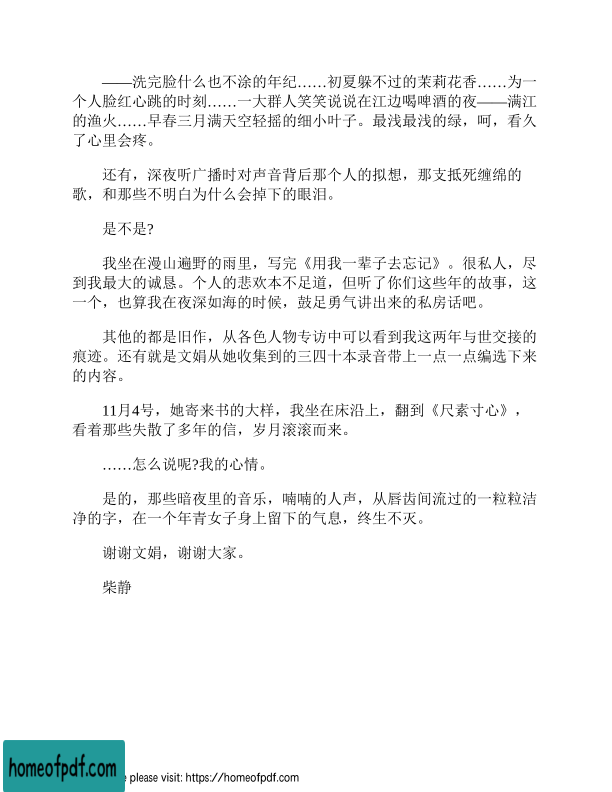 ——洗完脸什么也不涂的年纪……初夏躲不过的茉莉花香……为一
个人脸红心跳的时刻……一大群人笑笑说说在江边喝啤酒的夜——满江
的渔火……早春三月满天空轻摇的细小叶子。最浅最浅的绿，呵，看久
了心里会疼。
还有，深夜听广播时对声音背后那个人的拟想，那支抵死缠绵的
歌，和那些不明白为什么会掉下的眼泪。
是不是?
我坐在漫山遍野的雨里，写完《用我一辈子去忘记》。很私人，尽
到我最大的诚恳。个人的悲欢本不足道，但听了你们这些年的故事，这
一个，也算我在夜深如海的时候，鼓足勇气讲出来的私房话吧。
其他的都是旧作，从各色人物专访中可以看到我这两年与世交接的
痕迹。还有就是文娟从她收集到的三四十本录音带上一点一点编选下来
的内容。
11月4号，她寄来书的大样，我坐在床沿上，翻到《尺素寸心》，
看着那些失散了多年的信，岁月滚滚而来。
……怎么说呢?我的心情。
是的，那些暗夜里的音乐，喃喃的人声，从唇齿间流过的一粒粒洁
净的字，在一个年青女子身上留下的气息，终生不灭。
谢谢文娟，谢谢大家。
柴静
homeofpdf.com
please visit: https://homeofpdf.com